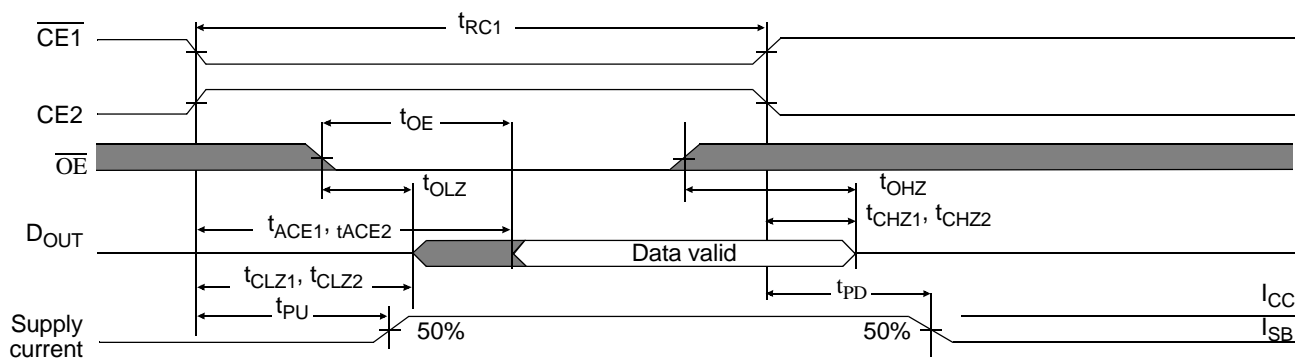 tRC1
CE1
CE2
tOE
OE
tOLZ
tOHZ
tCHZ1, tCHZ2
tACE1, tACE2
DOUT
Data valid
tCLZ1, tCLZ2
tPD
tPU
ICC
50%
50%
ISB
Supply
current